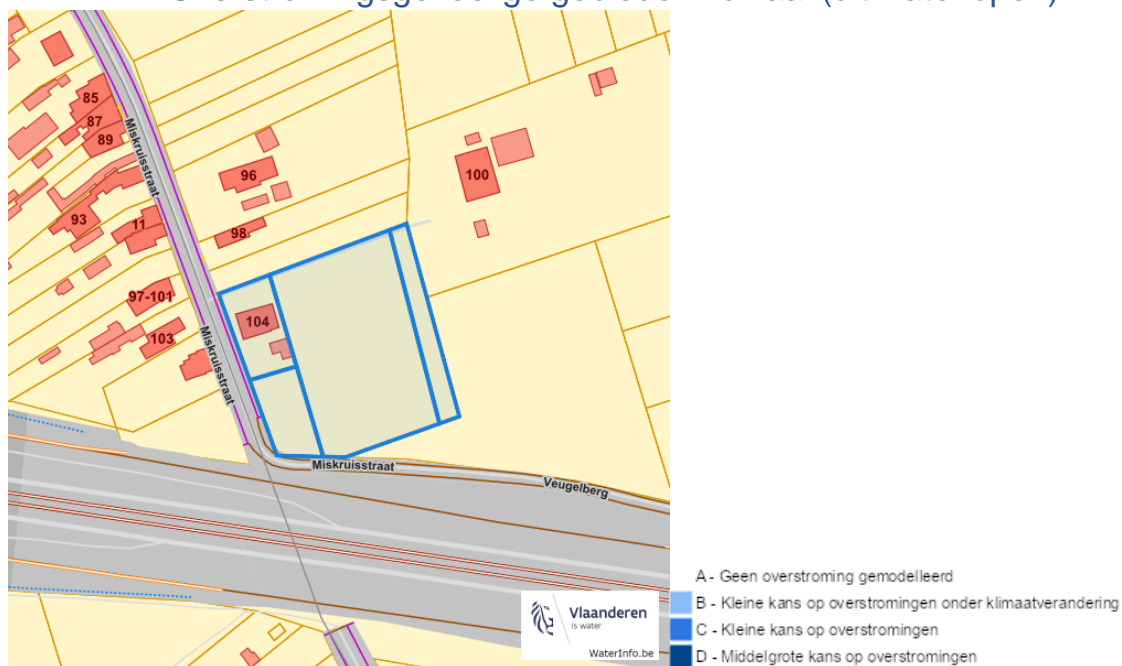 85
87
89
Miskruisstraat
96
100
93
11
98
97-101
103
104
Miskruisstraat
Miskruisstraat
Veugelberg
Vlaanderen
is water
WaterInfo.be
A - Geen overstroming gemodelleerd
B - Kleine kans op overstromingen onder klimaatverandering
C - Kleine kans op overstromingen
D - Middelgrote kans op overstromingen